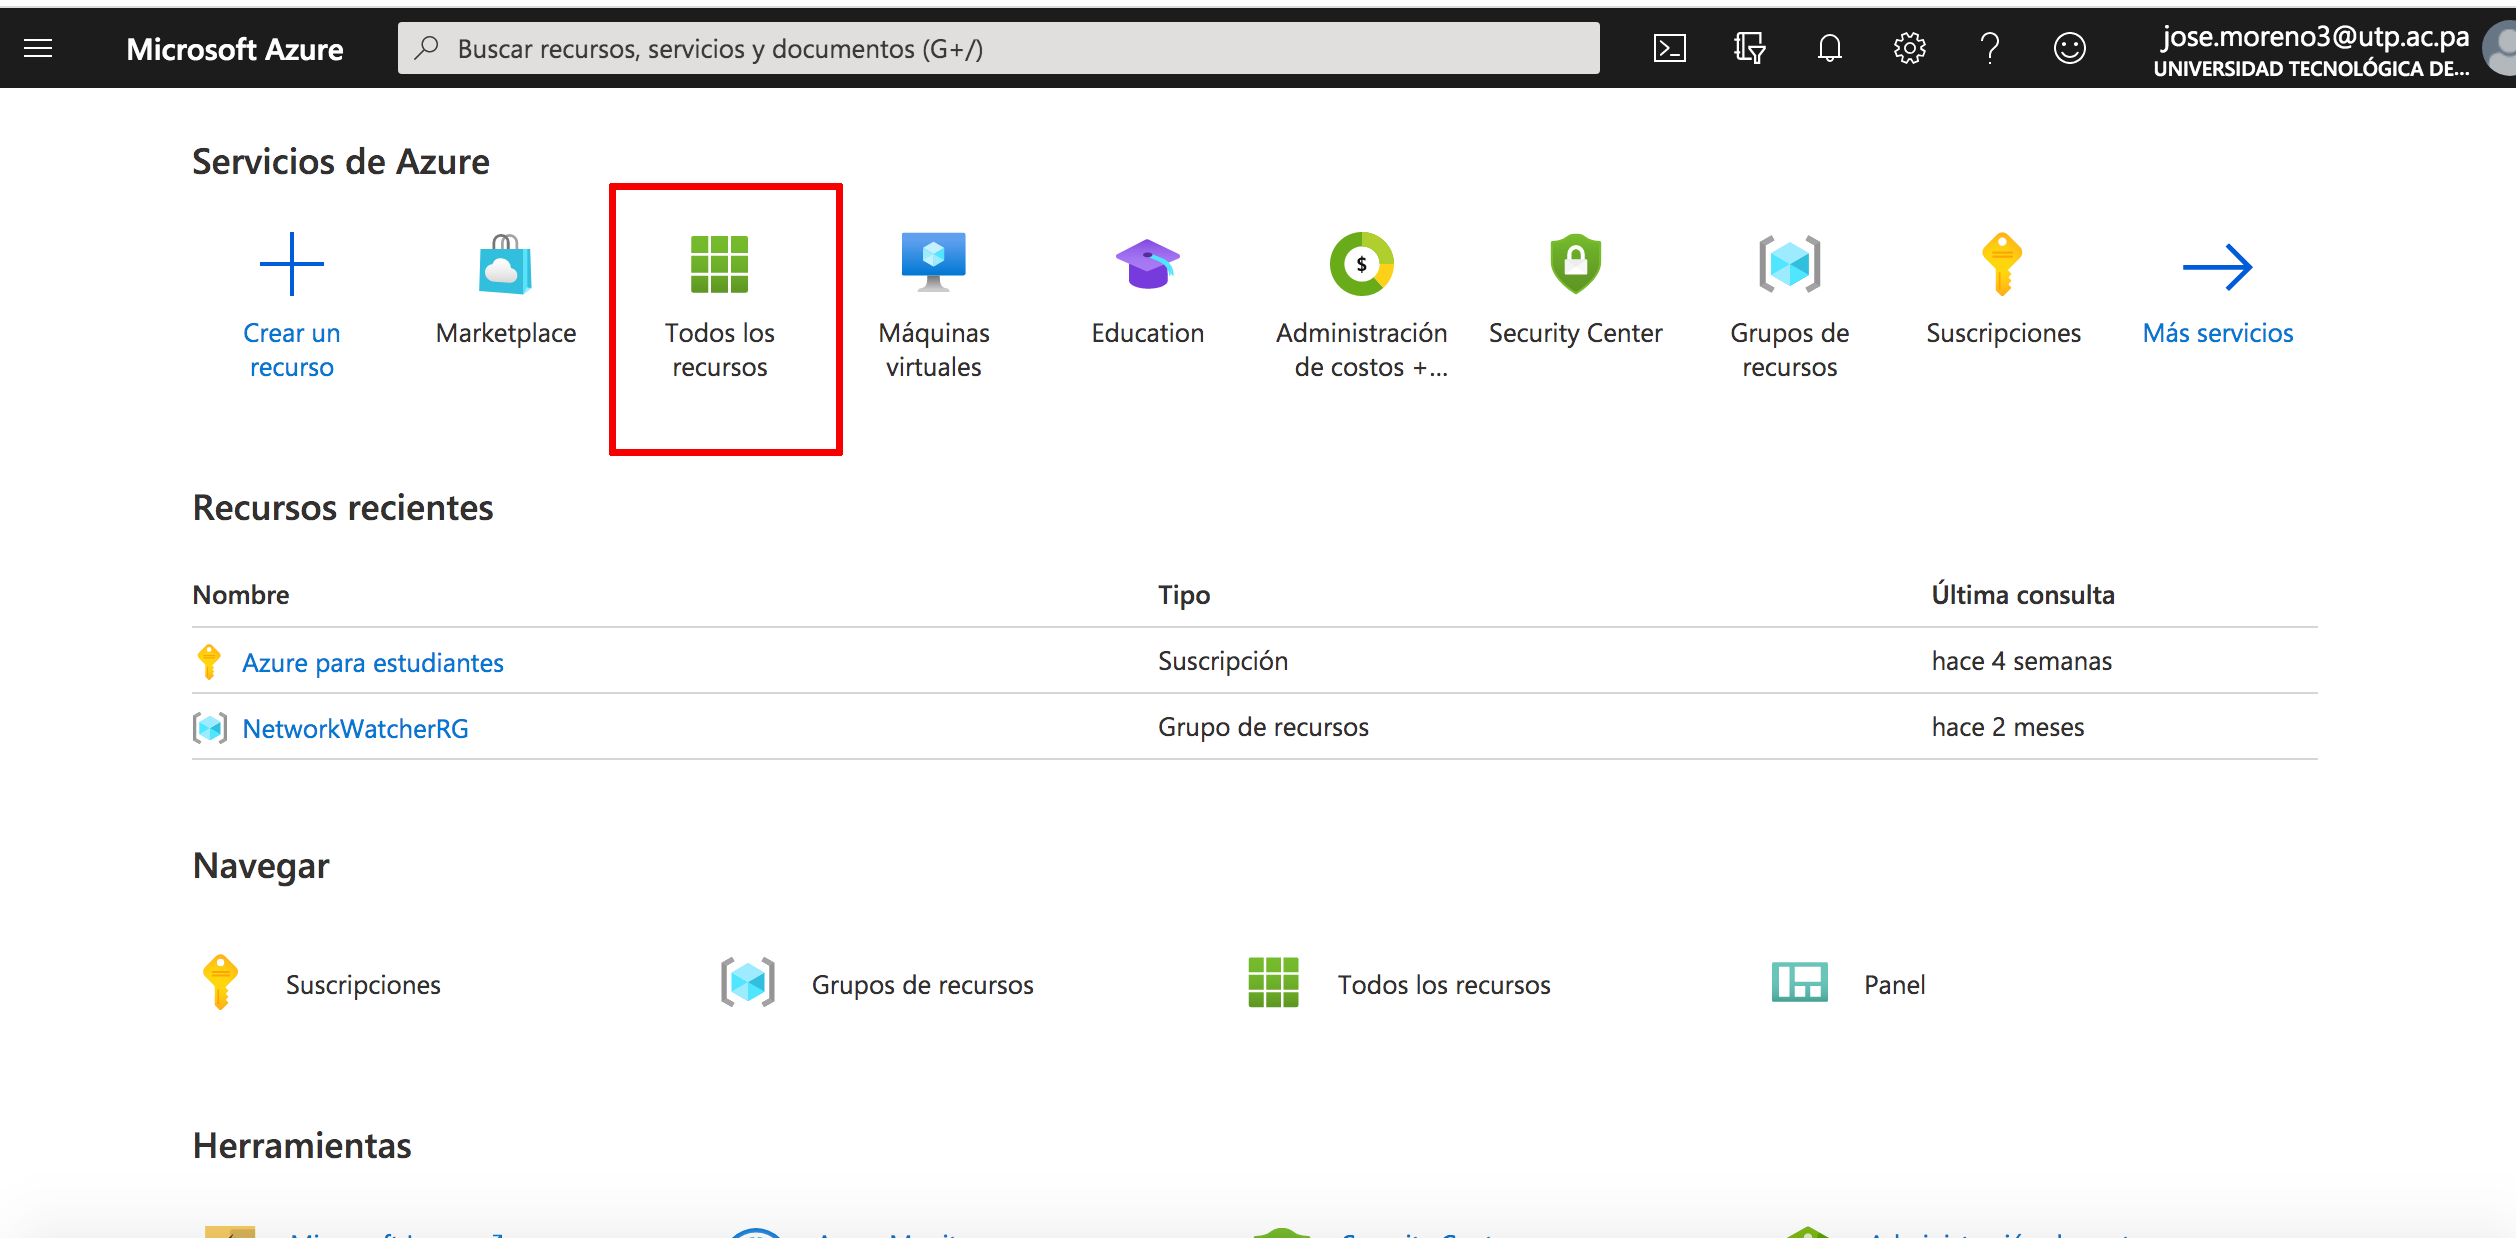 Microsoft Azure
Buscar recursos, servicios y documentos (G+/)
jose.moreno3@utp.ac.pa
UNIVERSIDAD TECNOLÓGICA DE...
Servicios de Azure
Crear un
recurso
Marketplace
Todos los
recursos
Máquinas
virtuales
Education
$
Administración
de costos +...
Security Center
Grupos de
recursos
Suscripciones
Más servicios
Recursos recientes
Nombre Tipo Última consulta
Azure para estudiantes Suscripción hace 4 semanas
NetworkWatcherRG Grupo de recursos hace 2 meses
Navegar
Suscripciones
Grupos de recursos
Todos los recursos
Panel
Herramientas